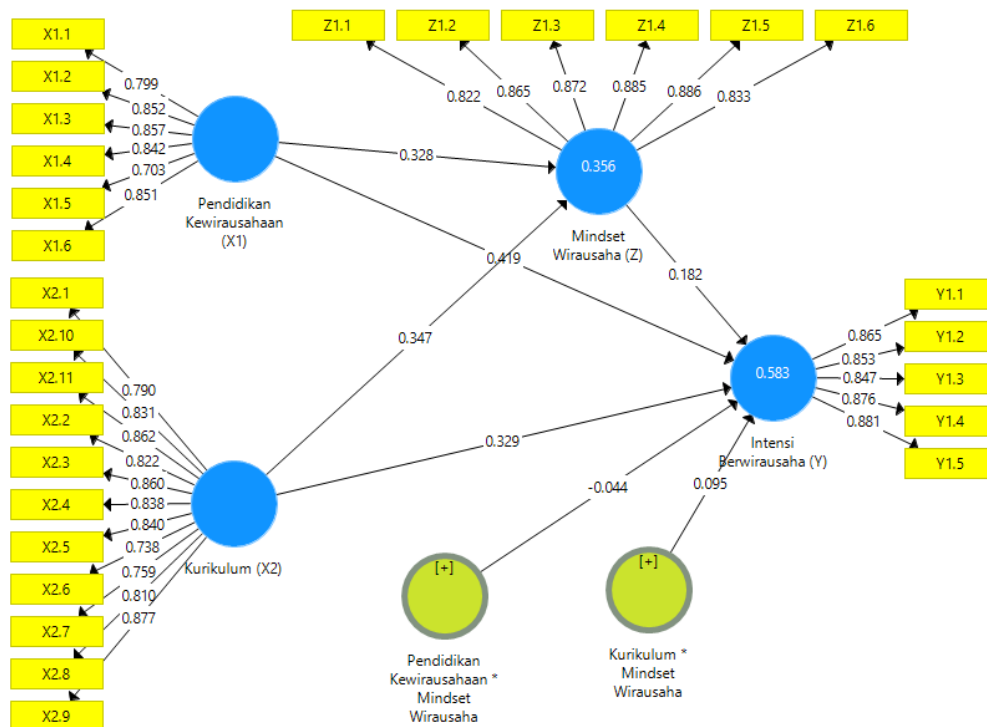 X1.1
X1.2
X1.3
X1.4
X1.5
X1.6
0.799
0.852
0.857
0.842
0.703
0.851
Pendidikan
Kewirausahaan
(X1)
Z1.1
Z1.2
Z1.3
Z1.4
Z1.5
Z1.6
0.822
0.865
0.872
0.885
0.886
0.833
0.356
Mindset
Wirausaha (Z)
0.328
0.419
0.347
0.182
X2.1
X2.10
X2.11
X2.2
X2.3
X2.4
X2.5
X2.6
X2.7
X2.8
X2.9
0.790
0.831
0.862
0.822
0.860
0.838
0.840
0.738
0.759
0.810
0.877
Kurikulum (X2)
0.329
-0.044
0.095
0.583
Intensi
Berwirausaha (Y)
0.865
0.853
0.847
0.876
0.881
Y1.1
Y1.2
Y1.3
Y1.4
Y1.5
[+]
Pendidikan
Kewirausahaan *
Mindset
Wirausaha
[+]
Kurikulum *
Mindset
Wirausaha